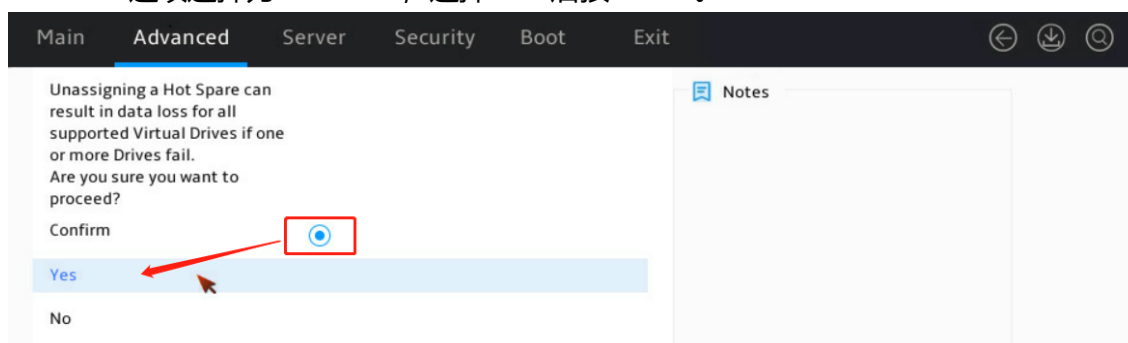 Main Advanced Server Security Boot Exit
Unassigning a Hot Spare can
result in data loss for all
supported Virtual Drives if one
or more Drives fail.
Are you sure you want to
proceed?
Confirm
Yes
No
Notes